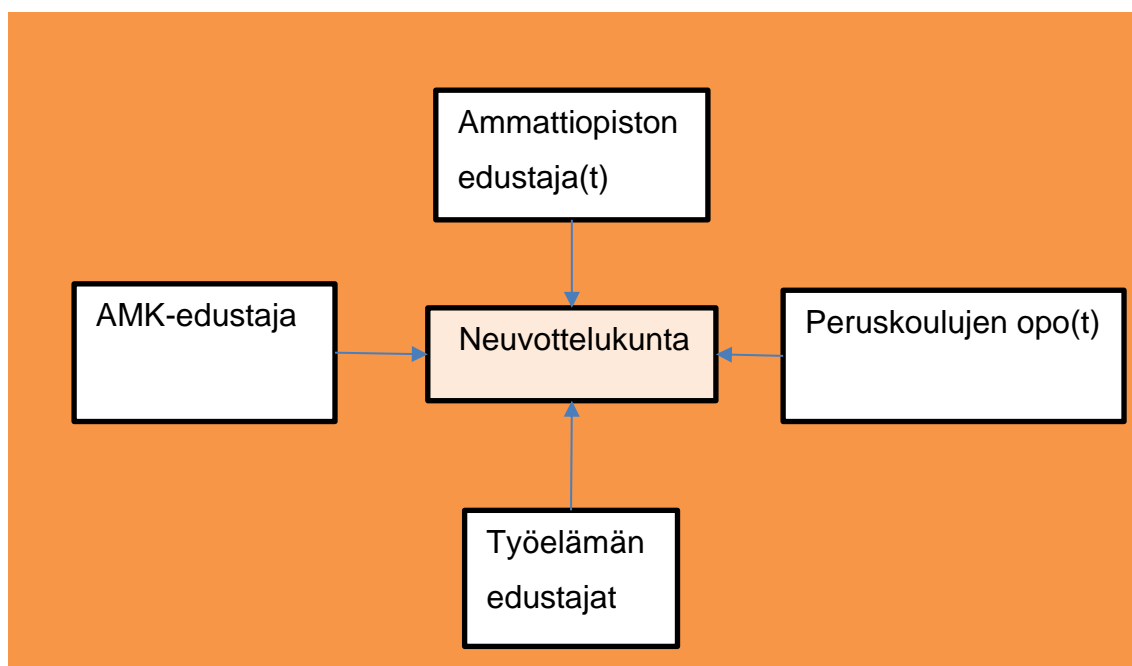 Ammattiopiston
edustaja(t)
AMK-edustaja
Neuvottelukunta
Peruskoulujen opo(t)
Työelämän
edustajat